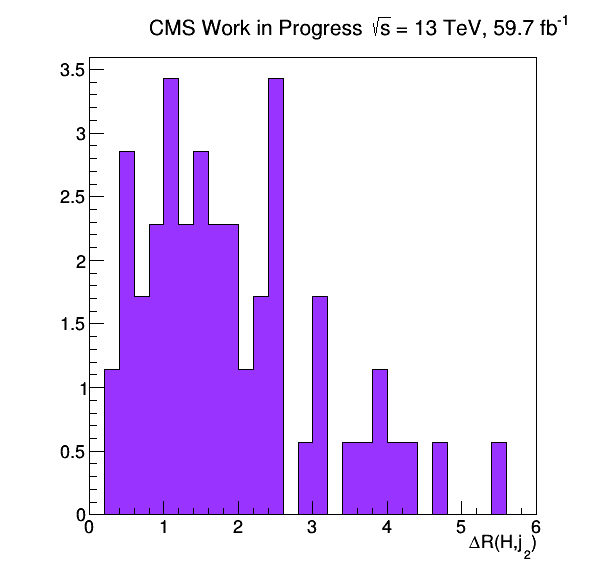 CMS Work in Progress √s = 13 TeV, 59.7 fb⁻¹
3.5
3
2.5
2
1.5
1
0.5
0
0 1 2 3 4 5 6
ΔR(H,j₂)